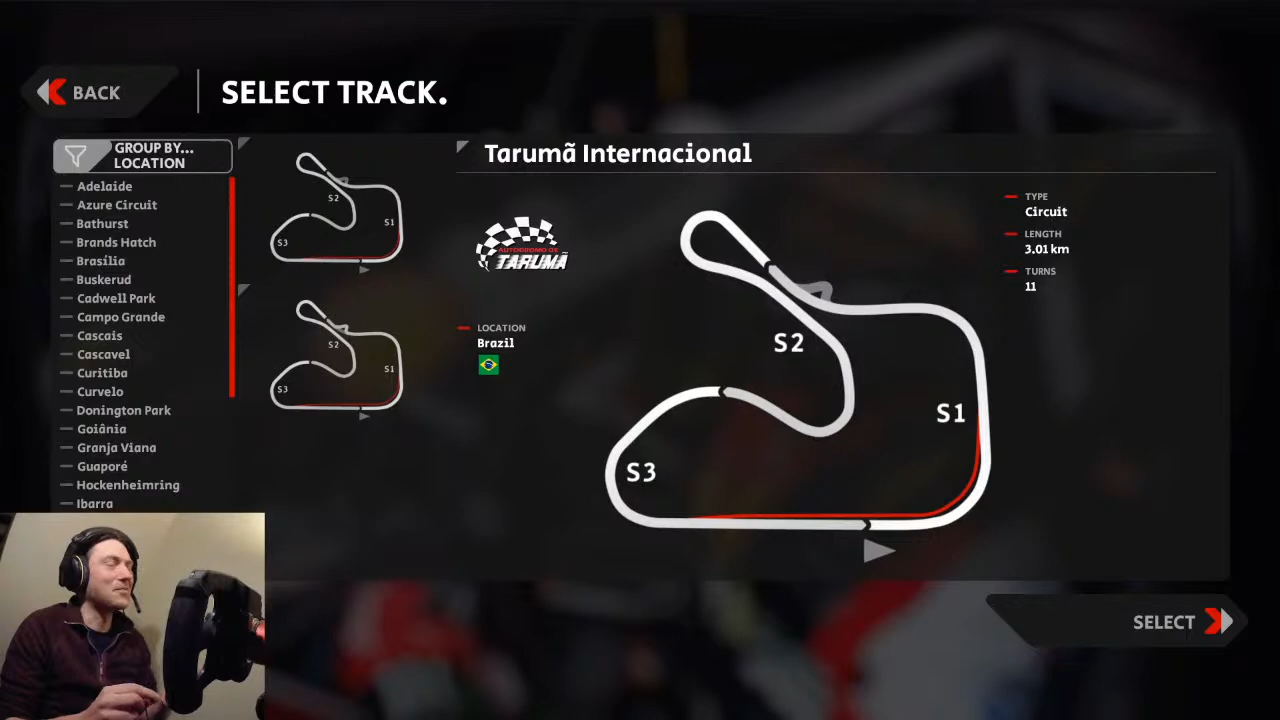 BACK
SELECT TRACK.
GROUP BY...
LOCATION
Adelaide
Azure Circuit
Bathurst
Brands Hatch
Brasília
Buskerud
Cadwell Park
Campo Grande
Cascais
Cascavel
Curitiba
Curvelo
Donington Park
Goiânia
Granja Viana
Guaporé
Hockenheimring
Ibarra
S2
S1
S3
S2
S1
S3
Tarumã Internacional
AUTÓDROMO DE
TARUMÃ
LOCATION
Brazil
S2
S1
S3
TYPE
Circuit
LENGTH
3.01 km
TURNS
11
SELECT